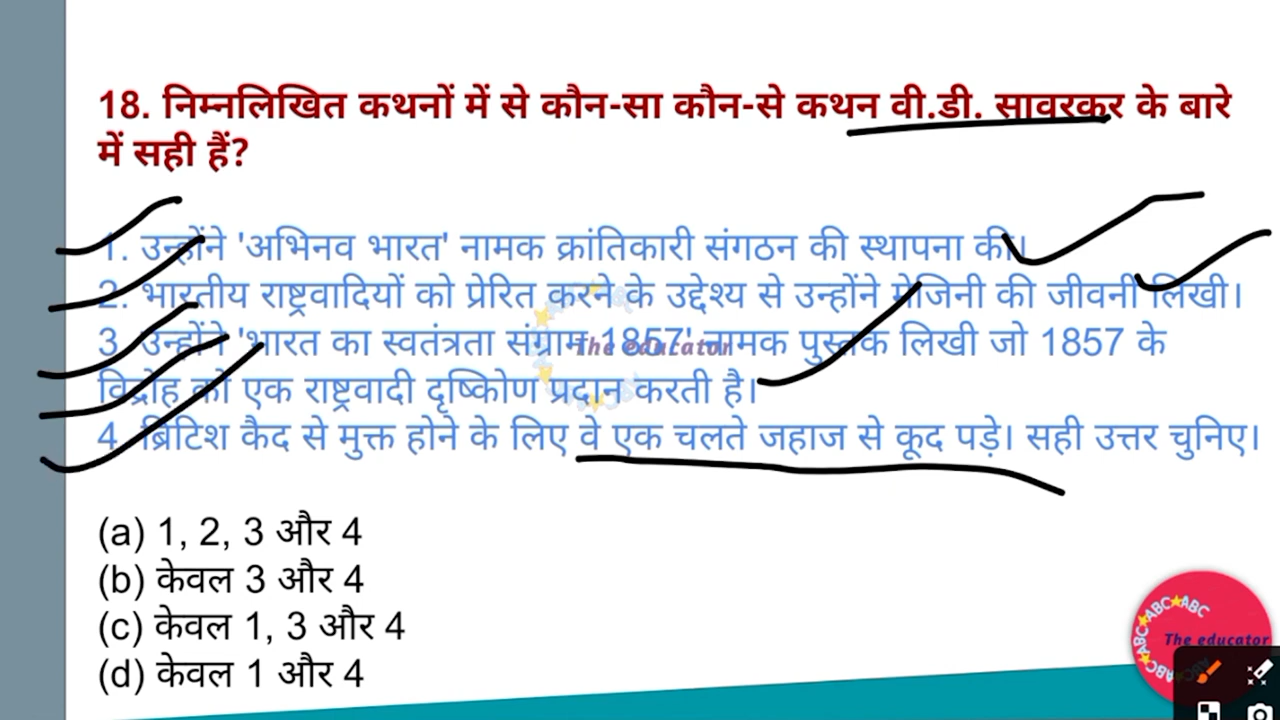 18. निम्नलिखित कथनों में से कौन-सा कौन-से कथन वी.डी. सावरकर के बारे
में सही हैं?
1. उन्होंने 'अभिनव भारत' नामक क्रांतिकारी संगठन की स्थापना की।
2. भारतीय राष्ट्रवादियों को प्रेरित करने के उद्देश्य से उन्होंने मेजिनी की जीवनीं लिखी।
3. उन्होंने 'भारत का स्वतंत्रता संग्राम 1857' नामक पुस्तक लिखी जो 1857 के
The educator
विद्रोह को एक राष्ट्रवादी दृष्किोण प्रदान करती है।
4. ब्रिटिश कैद से मुक्त होने के लिए वे एक चलते जहाज से कूद पड़े। सही उत्तर चुनिए।
(a) 1, 2, 3 और 4
(b) केवल 3 और 4
(c) केवल 1, 3 और 4
(d) केवल 1 और 4
ABC★ABC★ABC★ABC
The educator